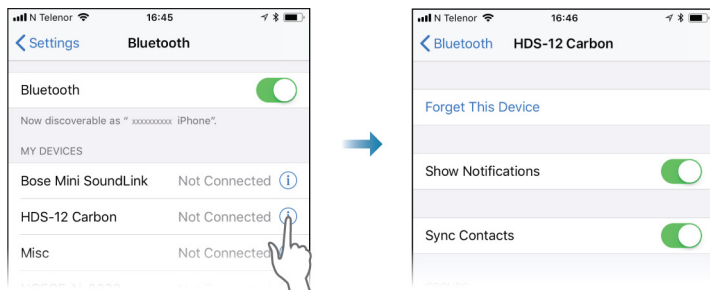 N Telenor 16:45
Settings Bluetooth
Bluetooth
Now discoverable as " xxxxxxxxxx iPhone".
MY DEVICES
Bose Mini SoundLink Not Connected
HDS-12 Carbon Not Connected
Misc Not Connected
N Telenor 16:46
Bluetooth HDS-12 Carbon
Forget This Device
Show Notifications
Sync Contacts